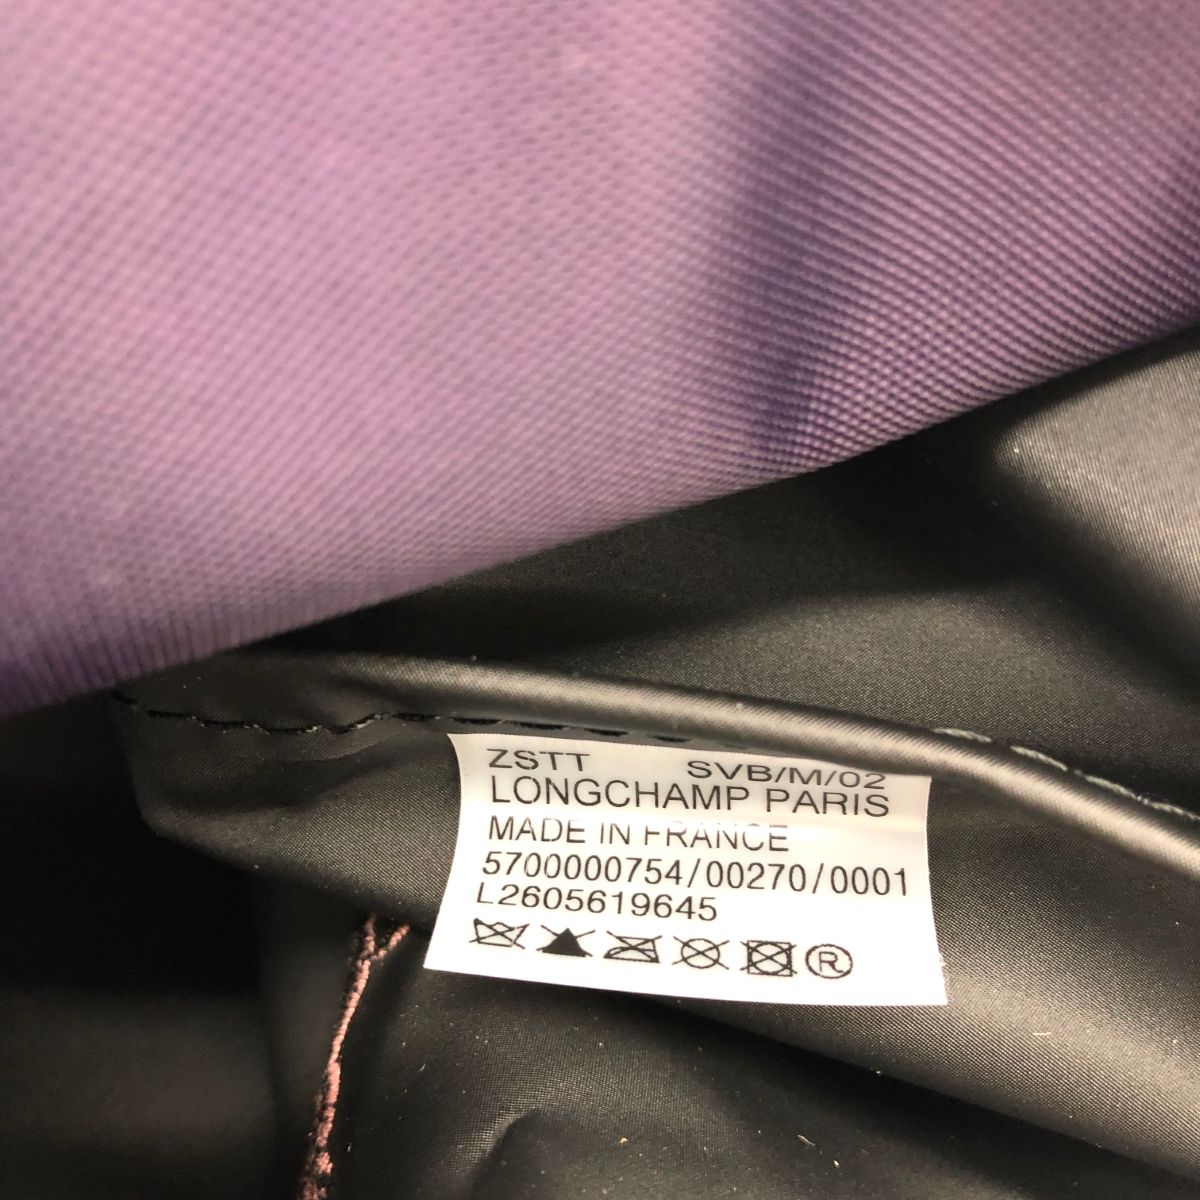 ZSTT SVB/M/02
LONGCHAMP PARIS
MADE IN FRANCE
5700000754/00270/0001
L2605619645
®